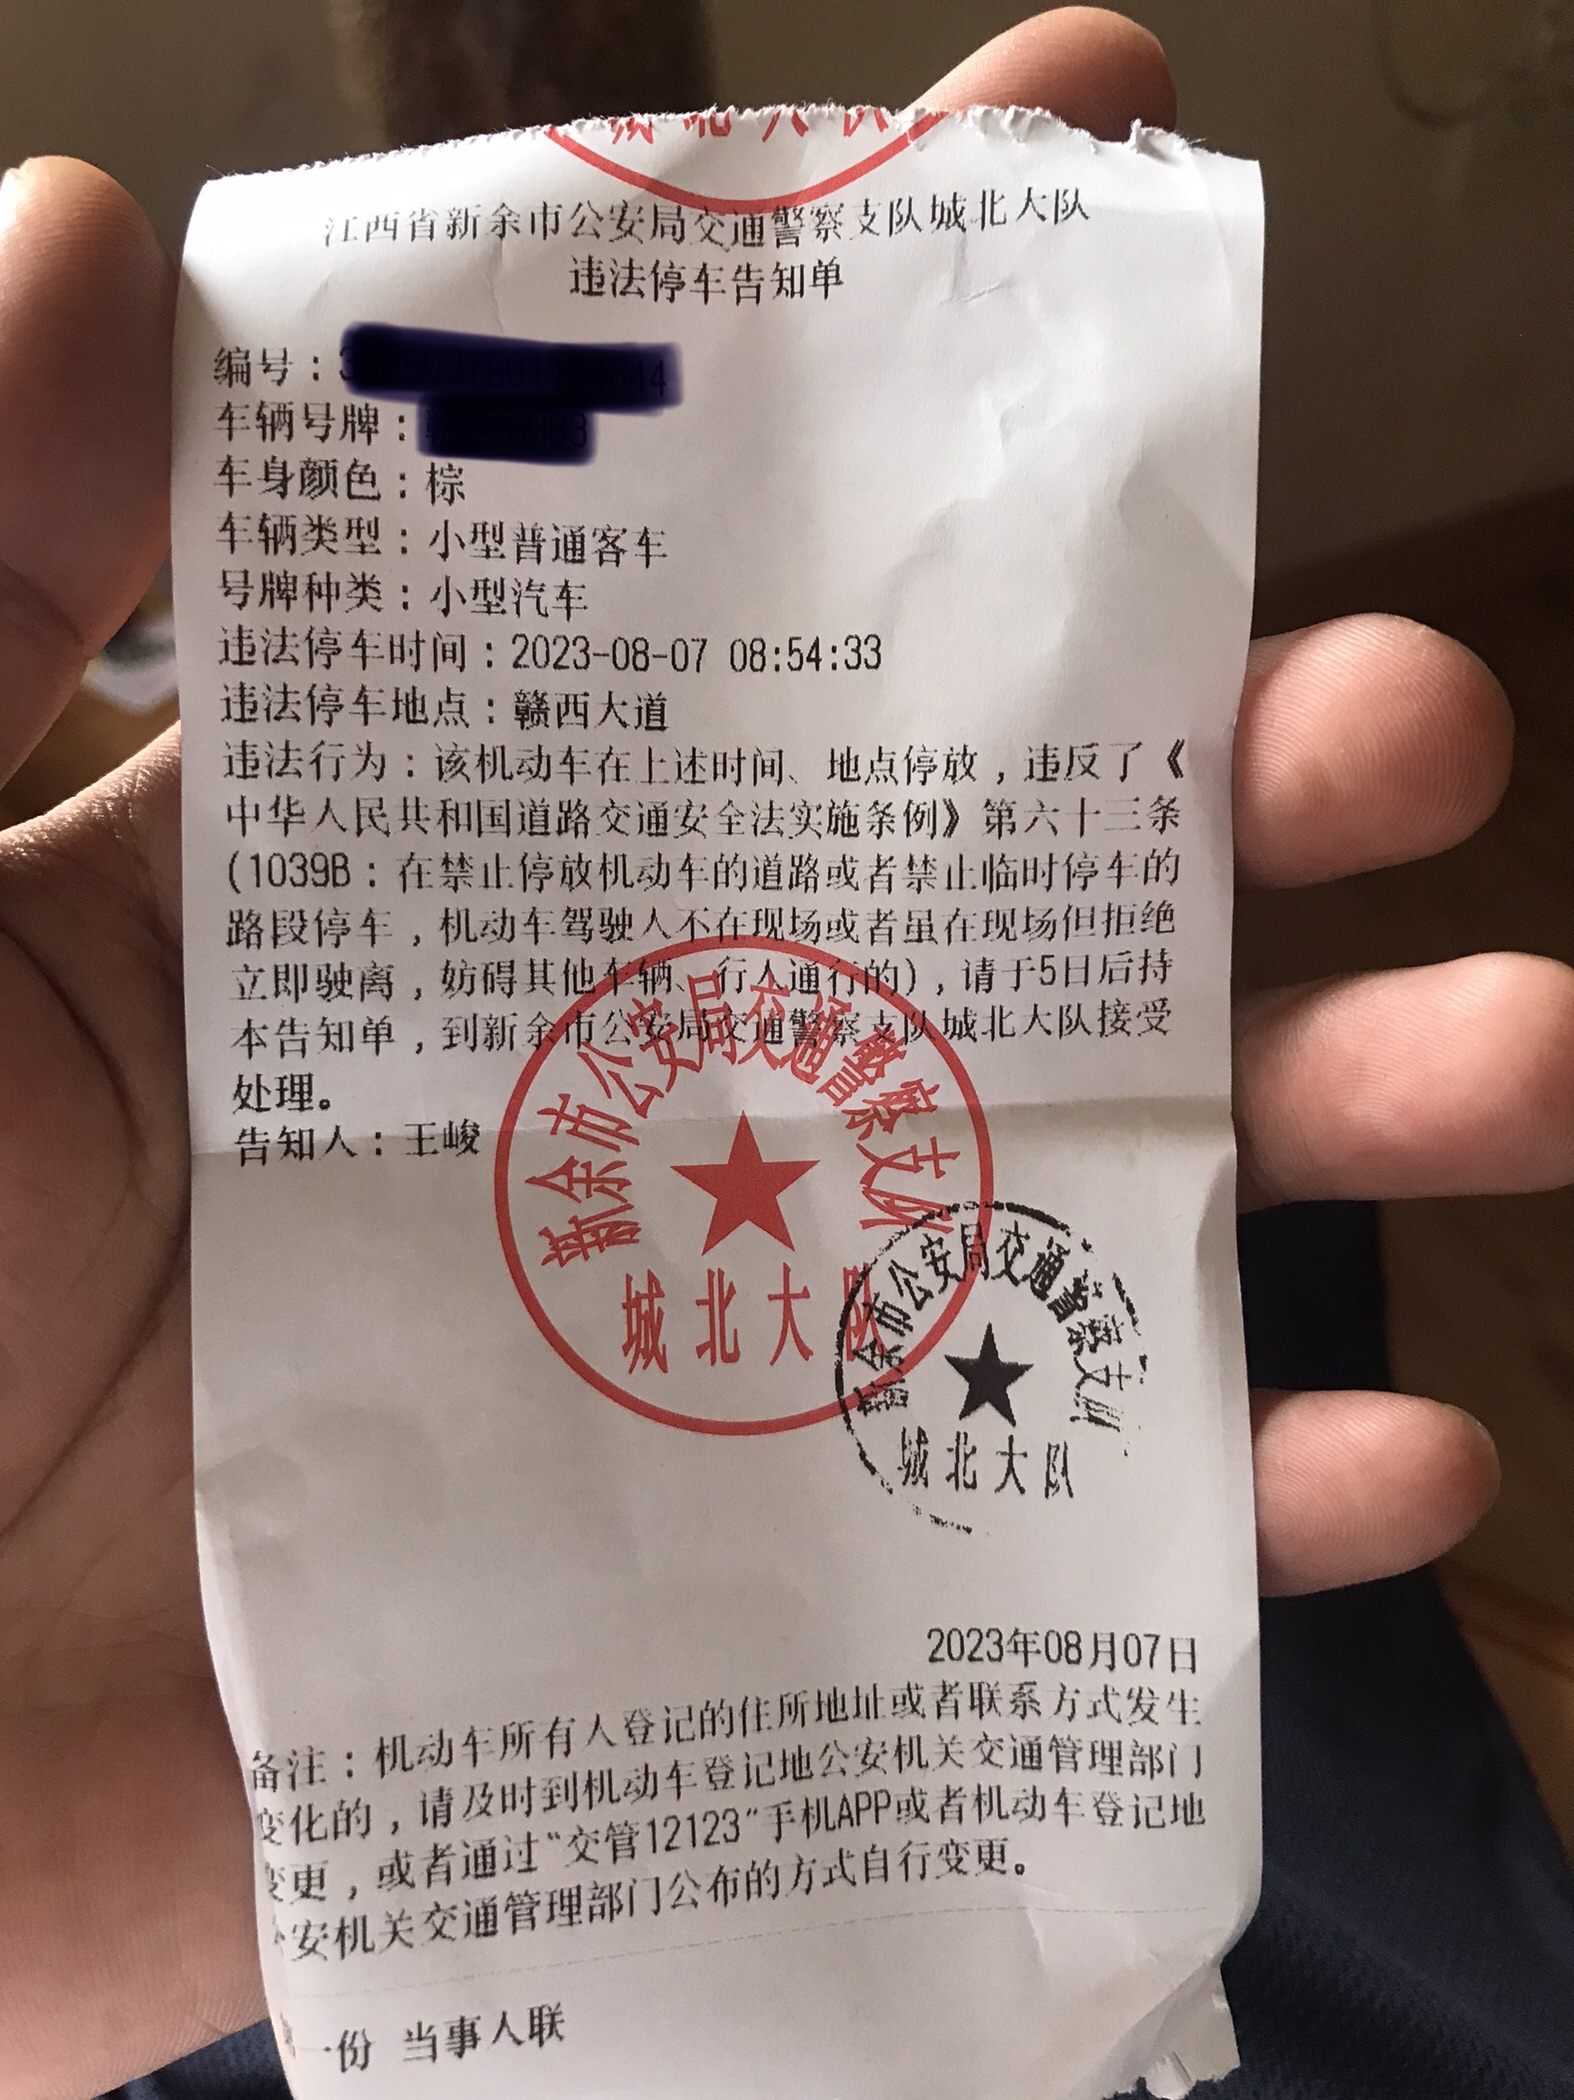 城北大队
江西省新余市公安局交通警察支队城北大队
违法停车告知单
编号：
车辆号牌：
车身颜色：棕
车辆类型：小型普通客车
号牌种类：小型汽车
违法停车时间：2023-08-07 08:54:33
违法停车地点：赣西大道
违法行为：该机动车在上述时间、地点停放，违反了《
中华人民共和国道路交通安全法实施条例》第六十三条
(1039B：在禁止停放机动车的道路或者禁止临时停车的
路段停车，机动车驾驶人不在现场或者虽在现场但拒绝
立即驶离，妨碍其他车辆、行人通行的)，请于5日后持
本告知单，到新余市公安局交通警察支队城北大队接受
处理。
告知人：王峻
新余市公安局交通警察支队
城北大队
新余市公安局交通警察支队
城北大队
2023年08月07日
备注：机动车所有人登记的住所地址或者联系方式发生
变化的，请及时到机动车登记地公安机关交通管理部门
变更，或者通过“交管12123”手机APP或者机动车登记地
公安机关交通管理部门公布的方式自行变更。
一份 当事人联